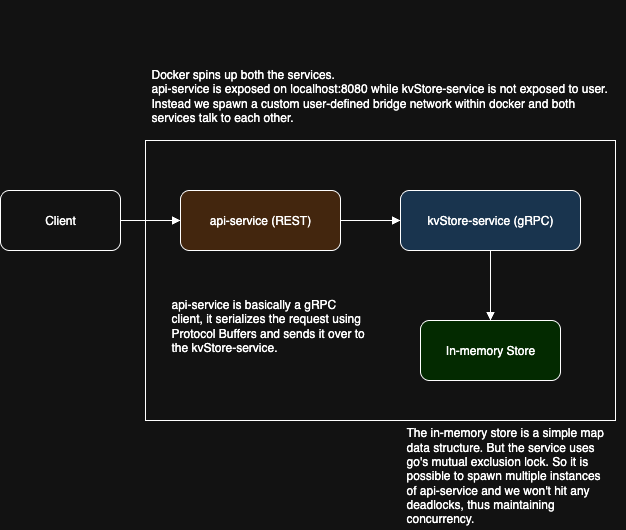 Docker spins up both the services.
api-service is exposed on localhost:8080 while kvStore-service is not exposed to user.
Instead we spawn a custom user-defined bridge network within docker and both
services talk to each other.
Client
api-service (REST)
kvStore-service (gRPC)
api-service is basically a gRPC
client, it serializes the request using
Protocol Buffers and sends it over to
the kvStore-service.
In-memory Store
The in-memory store is a simple map
data structure. But the service uses
go's mutual exclusion lock. So it is
possible to spawn multiple instances
of api-service and we won't hit any
deadlocks, thus maintaining
concurrency.